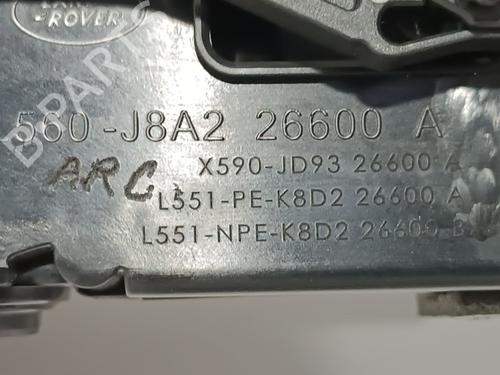 LAND
ROVER
560-J8A2 26600 A
X590-JD93 26600 A
ARC
L551-PE-K8D2 26600 A
L551-NPE-K8D2 26600